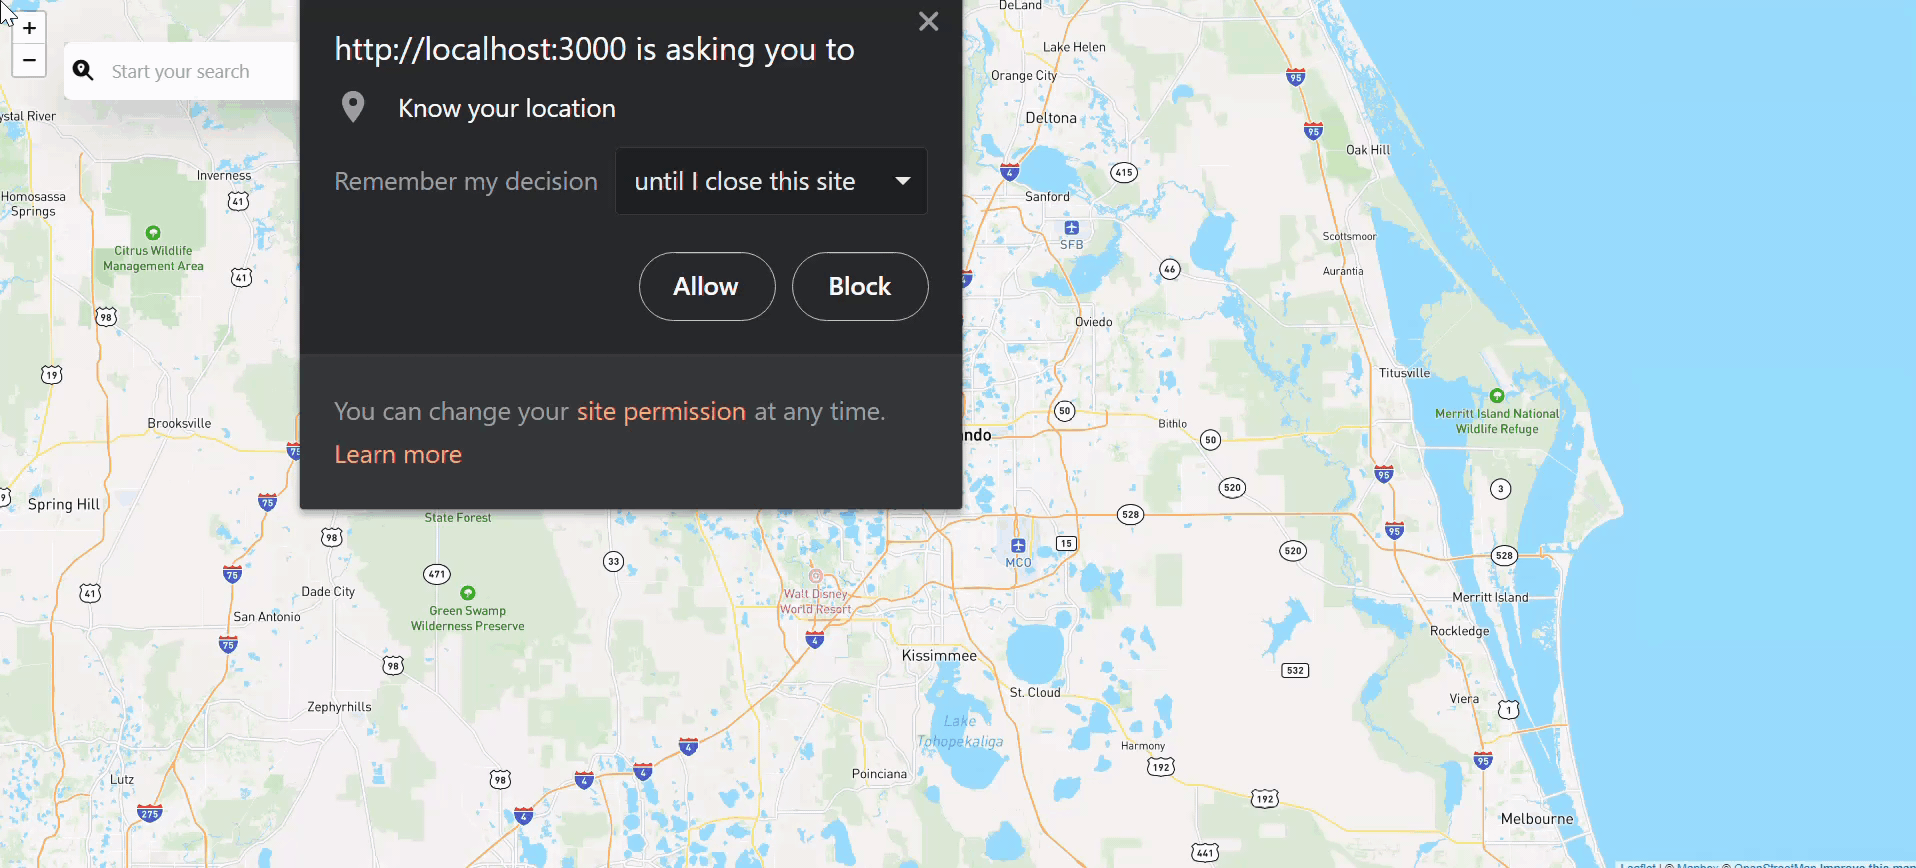 +
−
Start your search
http://localhost:3000 is asking you to
Know your location
Remember my decision
until I close this site
Allow
Block
You can change your site permission at any time.
Learn more
DeLand
Lake Helen
Orange City
95
Deltona
95
Oak Hill
ystal River
Inverness
41
4
415
Homosassa
Springs
Sanford
SFB
Scottsmoor
Citrus Wildlife
Management Area
41
46
Aurantia
98
Oviedo
19
Titusville
50
Merritt Island National
Wildlife Refuge
Brooksville
Bithlo
50
ndo
75
95
520
3
9
Spring Hill
75
State Forest
528
95
98
15
520
528
33
MCO
75
471
41
Dade City
Walt Disney
World Resort
Merritt Island
San Antonio
Green Swamp
Wilderness Preserve
Rockledge
75
4
98
Kissimmee
532
St. Cloud
Viera
1
Zephyrhills
Lake
Tohopekaliga
4
Harmony
192
95
Lutz
98
4
4
Poinciana
275
4
192
Melbourne
441
Leaflet | © Mapbox © OpenStreetMap Improve this map